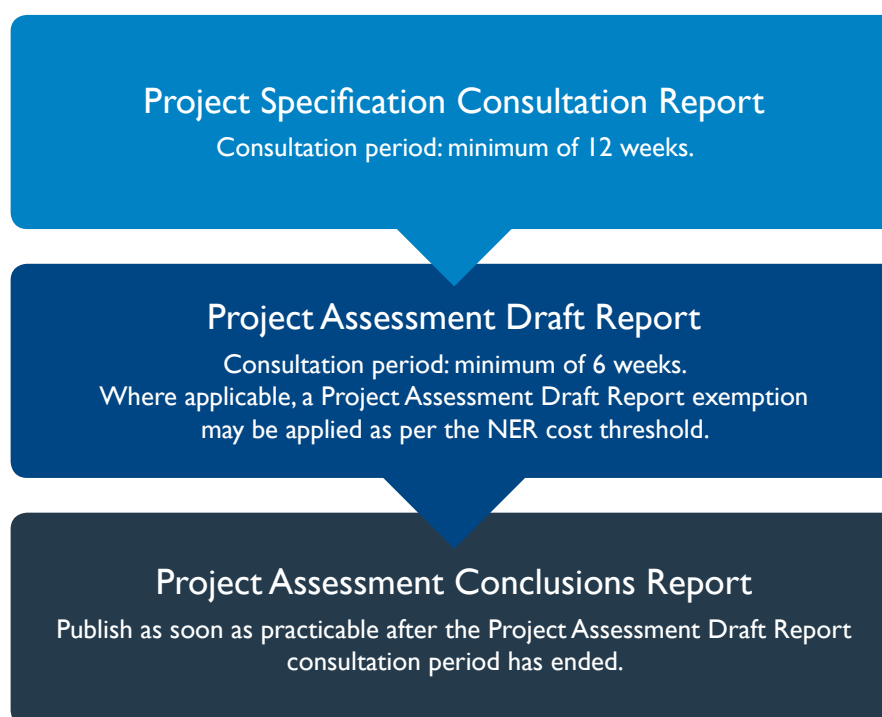 Project Specification Consultation Report
Consultation period: minimum of 12 weeks.
Project Assessment Draft Report
Consultation period: minimum of 6 weeks.
Where applicable, a Project Assessment Draft Report exemption
may be applied as per the NER cost threshold.
Project Assessment Conclusions Report
Publish as soon as practicable after the Project Assessment Draft Report
consultation period has ended.